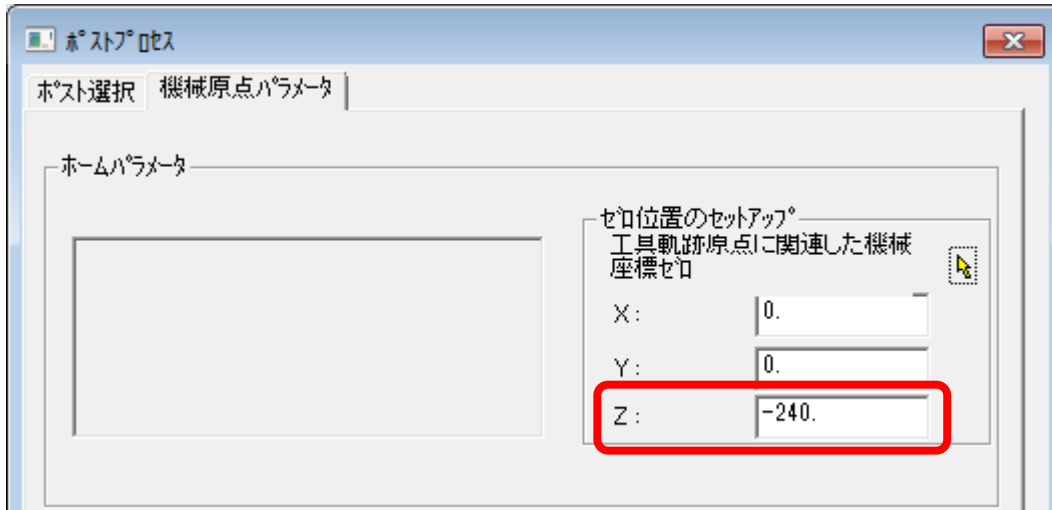 ﾎﾟｽﾄﾌﾟﾛｾｽ
ﾎﾟｽﾄ選択 機械原点ﾊﾟﾗﾒｰﾀ
ﾎｰﾑﾊﾟﾗﾒｰﾀ
ｾﾞﾛ位置のｾｯﾄｱｯﾌﾟ
工具軌跡原点に関連した機械
座標ｾﾞﾛ
X: 0.
Y: 0.
Z: -240.